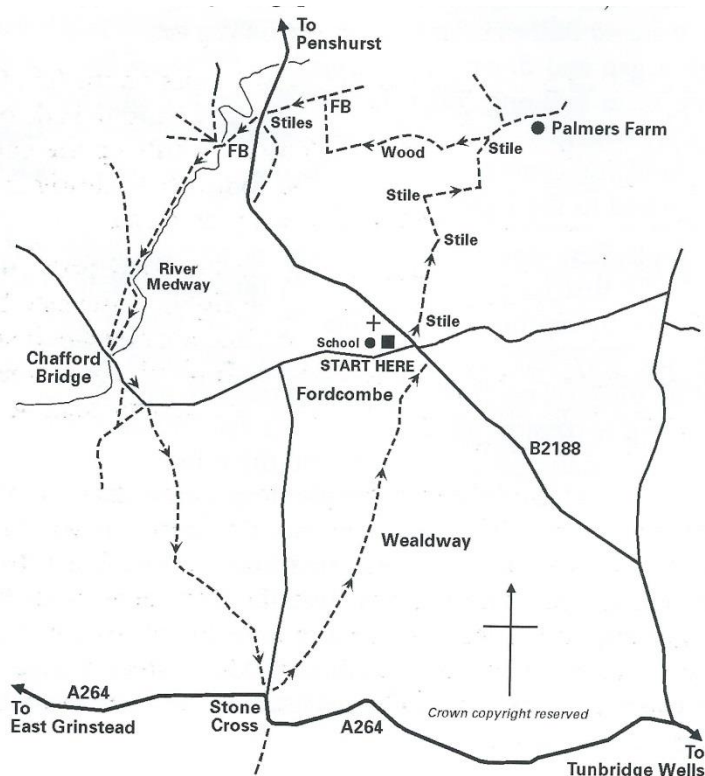 To
Penshurst
FB
Stiles
FB
Wood
Stile
Palmers Farm
Stile
Stile
River
Medway
Stile
School
START HERE
Chafford
Bridge
Fordcombe
B2188
Wealdway
A264
To
East Grinstead
Stone
Cross
A264
Crown copyright reserved
To
Tunbridge Wells